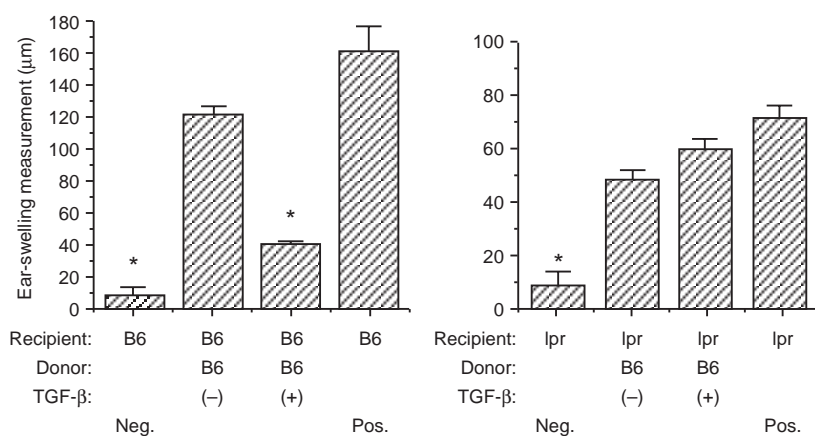 Ear-swelling measurement (μm)
180
160
140
120
100
80
60
40
20
0
*
*
Recipient: B6 B6 B6 B6
Donor: B6 B6
TGF-β: (–) (+)
Neg. Pos.
100
80
60
40
20
0
*
Recipient: lpr lpr lpr lpr
Donor: B6 B6
TGF-β: (–) (+)
Neg. Pos.